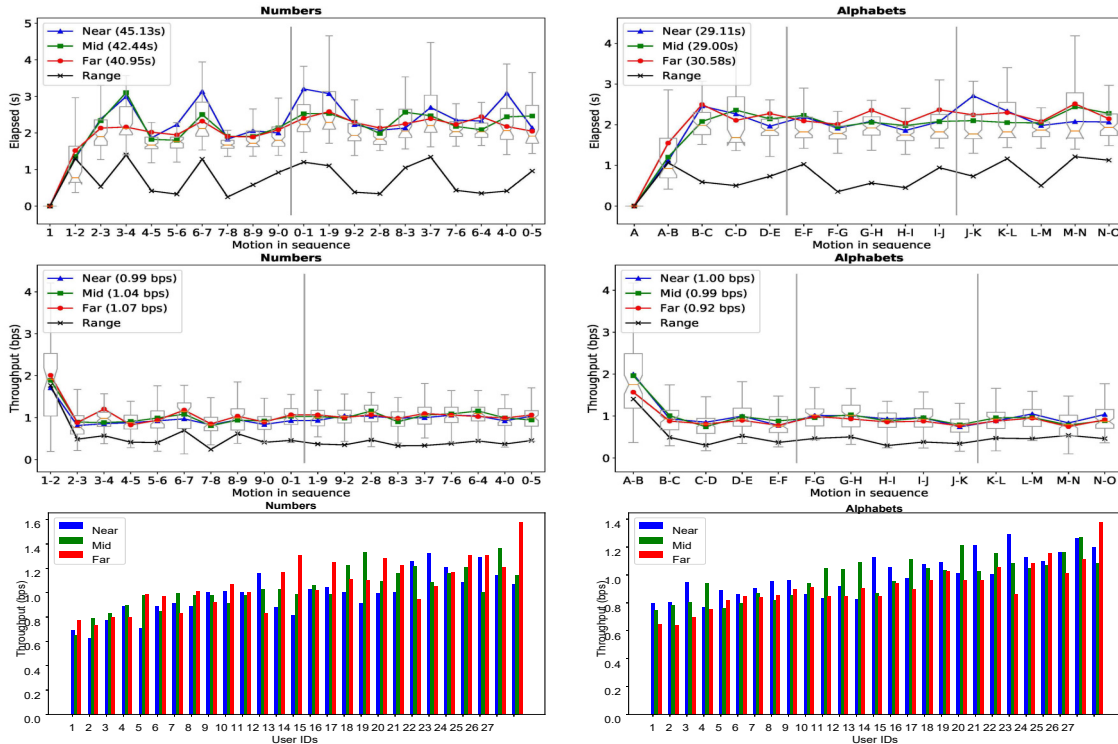 Numbers
Elapsed (s)
5
4
3
2
1
0
Near (45.13s)
Mid (42.44s)
Far (40.95s)
Range
1 1-2 2-3 3-4 4-5 5-6 6-7 7-8 8-9 9-0 0-1 1-9 9-2 2-8 8-3 3-7 7-6 6-4 4-0 0-5
Motion in sequence
Alphabets
Elapsed (s)
4
3
2
1
0
Near (29.11s)
Mid (29.00s)
Far (30.58s)
Range
A A-B B-C C-D D-E E-F F-G G-H H-I I-J J-K K-L L-M M-N N-O
Motion in sequence
Numbers
Throughput (bps)
4
3
2
1
0
Near (0.99 bps)
Mid (1.04 bps)
Far (1.07 bps)
Range
1-2 2-3 3-4 4-5 5-6 6-7 7-8 8-9 9-0 0-1 1-9 9-2 2-8 8-3 3-7 7-6 6-4 4-0 0-5
Motion in sequence
Alphabets
Throughput (bps)
4
3
2
1
0
Near (1.00 bps)
Mid (0.99 bps)
Far (0.92 bps)
Range
A-B B-C C-D D-E E-F F-G G-H H-I I-J J-K K-L L-M M-N N-O
Motion in sequence
Numbers
Throughput (bps)
1.6
1.4
1.2
1.0
0.8
0.6
0.4
0.2
0.0
Near
Mid
Far
1 2 3 4 5 6 7 8 9 10 11 12 13 14 15 16 17 18 19 20 21 22 23 24 25 26 27
User IDs
Alphabets
Throughput (bps)
1.4
1.2
1.0
0.8
0.6
0.4
0.2
0.0
Near
Mid
Far
1 2 3 4 5 6 7 8 9 10 11 12 13 14 15 16 17 18 19 20 21 22 23 24 25 26 27
User IDs